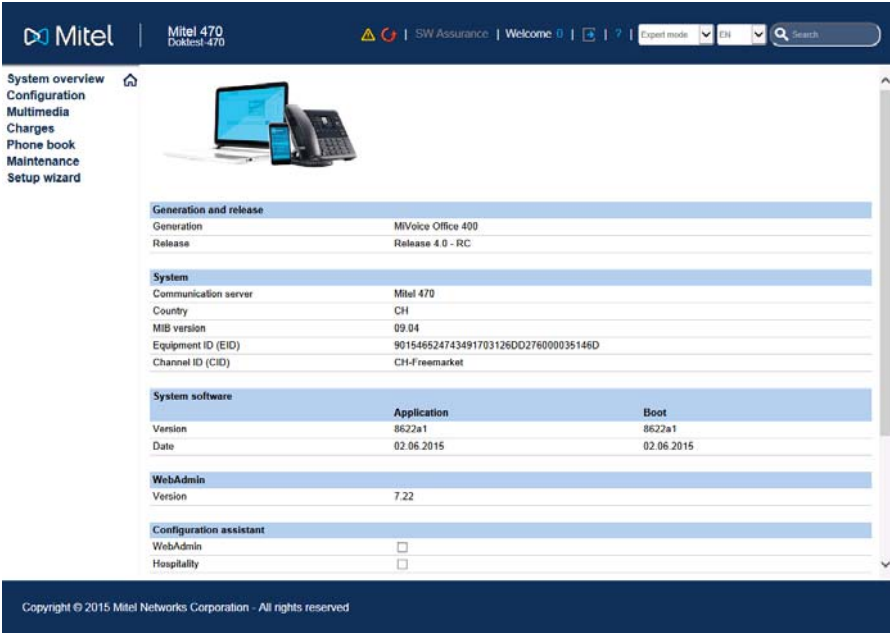 Mitel
Mitel 470
Doktest-470
SW Assurance | Welcome 0 | | ? | Expert mode EN Search
System overview
Configuration
Multimedia
Charges
Phone book
Maintenance
Setup wizard
Generation and release
Generation MiVoice Office 400
Release Release 4.0 - RC
System
Communication server Mitel 470
Country CH
MIB version 09.04
Equipment ID (EID) 901546524743491703126DD276000035146D
Channel ID (CID) CH-Freemarket
System software
Application Boot
Version 8622a1 8622a1
Date 02.06.2015 02.06.2015
WebAdmin
Version 7.22
Configuration assistant
WebAdmin
Hospitality
Copyright © 2015 Mitel Networks Corporation - All rights reserved